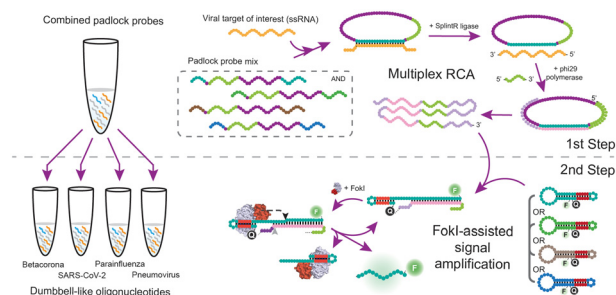 Combined padlock probes
Viral target of interest (ssRNA)
Padlock probe mix
AND
+ SplintR ligase
+ phi29
polymerase
5' 3'
3'
5'
Multiplex RCA
3'
1st Step
2nd Step
+ FokI
F
Q
F
Q
F
FokI-assisted
signal
amplification
F
Q
OR
F
Q
OR
F
Q
OR
F
Q
Betacorona
SARS-CoV-2
Parainfluenza
Pneumovirus
Dumbbell-like oligonucleotides